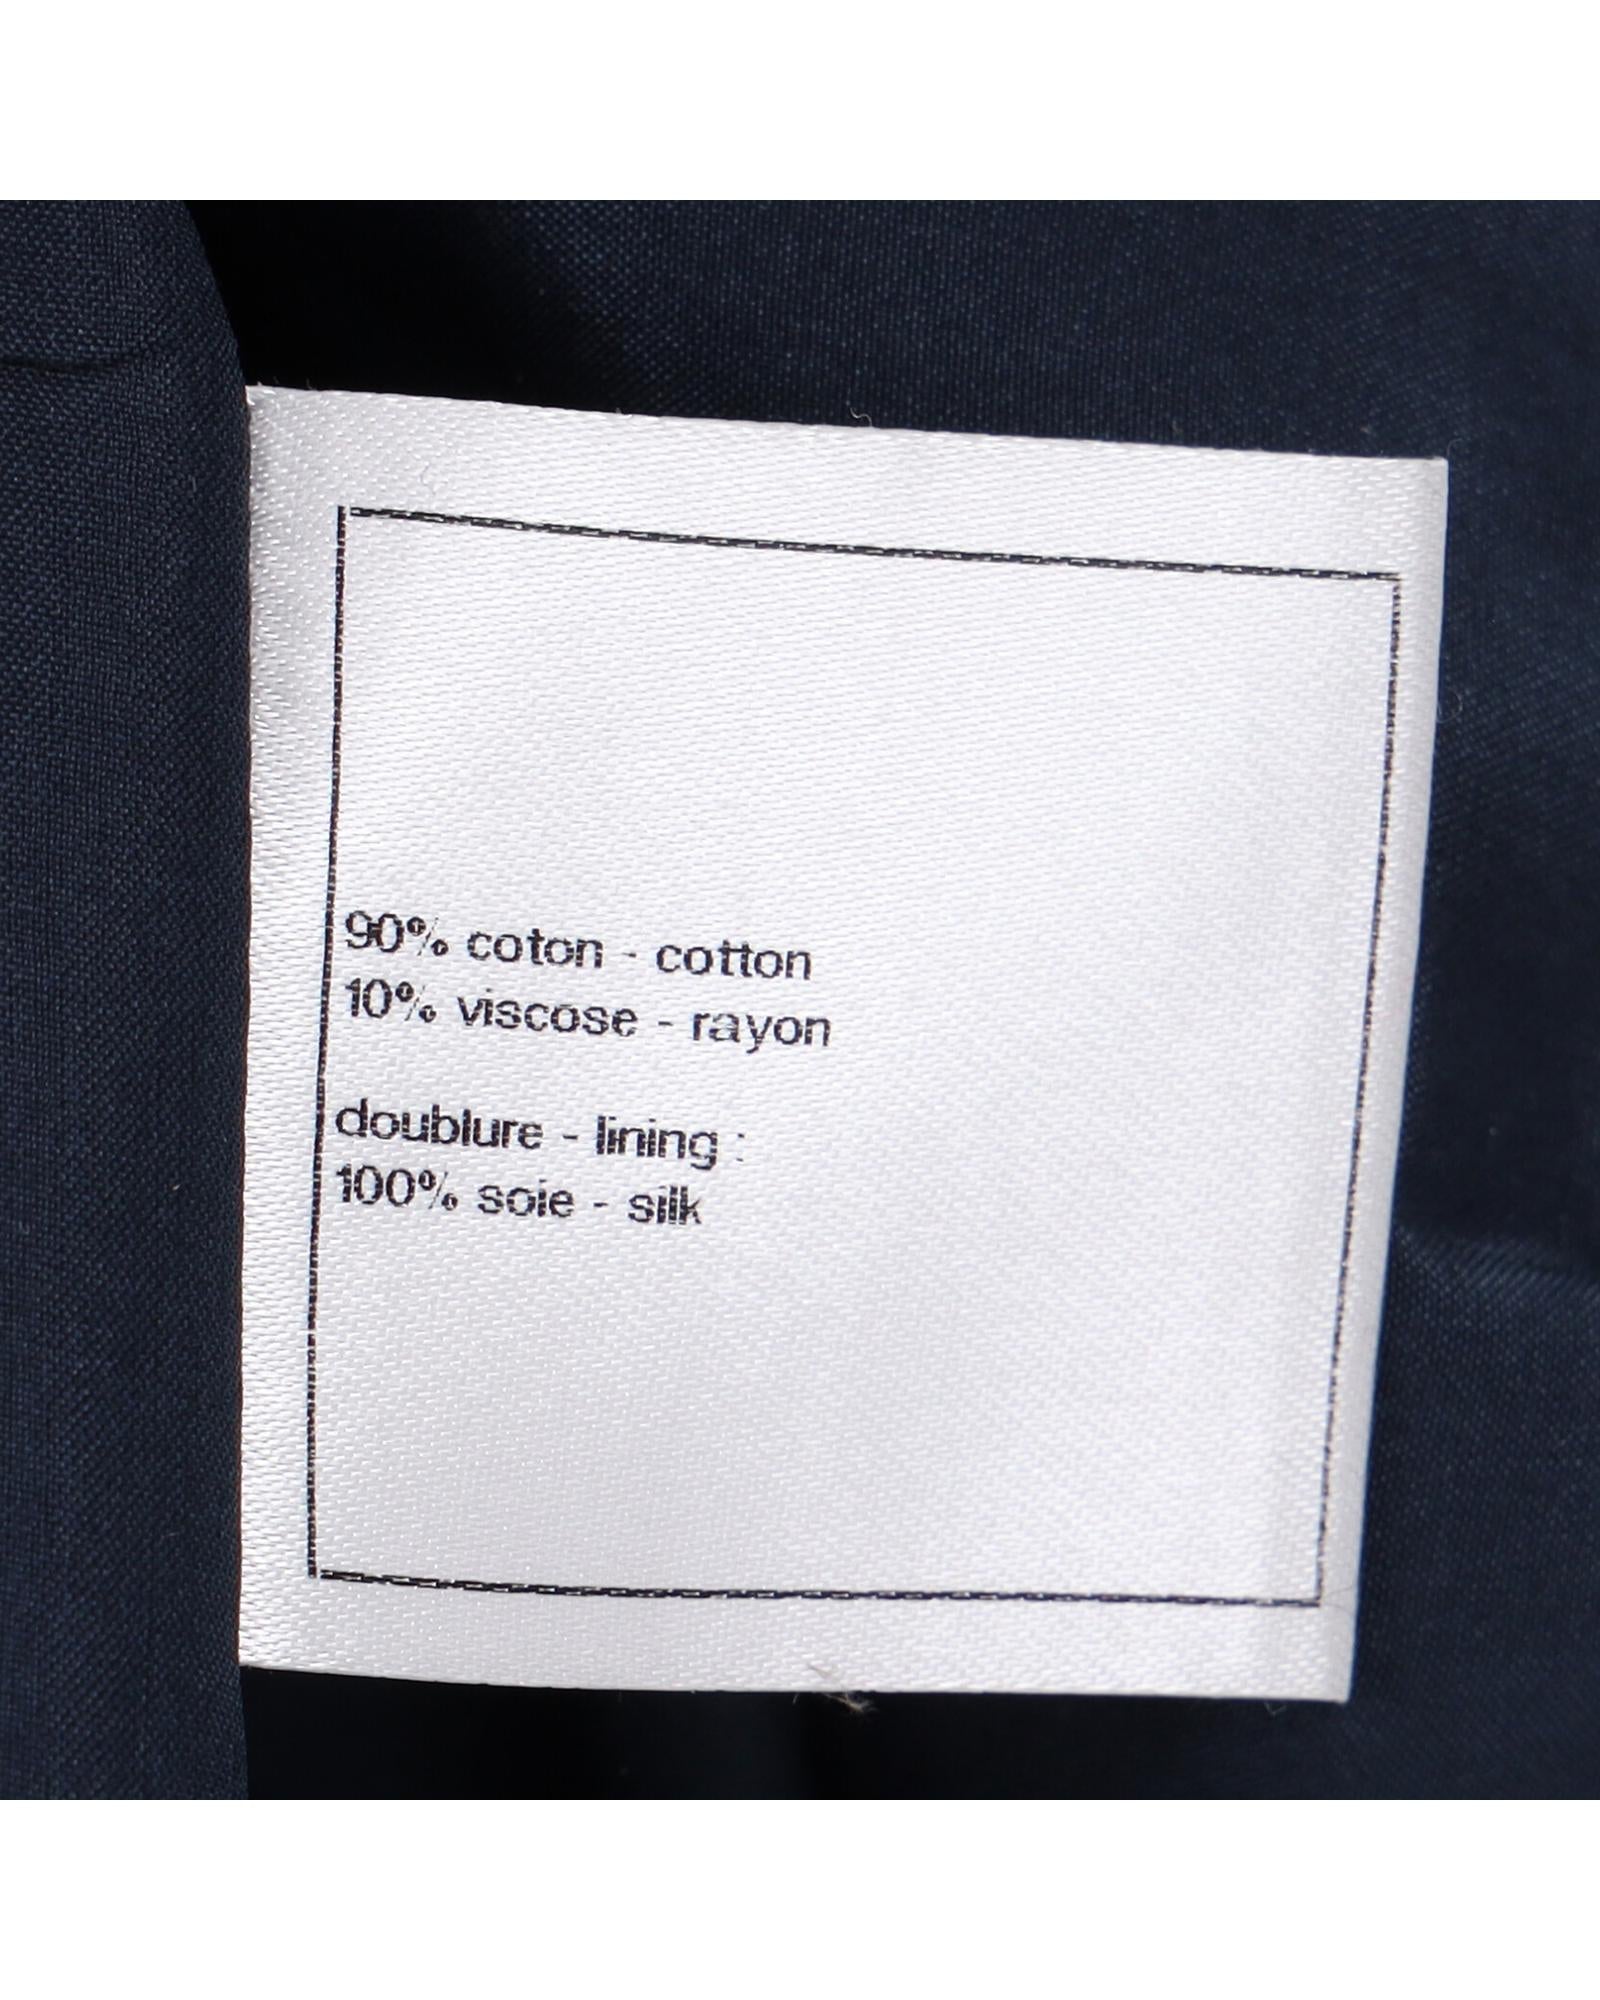 90% coton - cotton
10% viscose - rayon
doublure - lining :
100% soie - silk